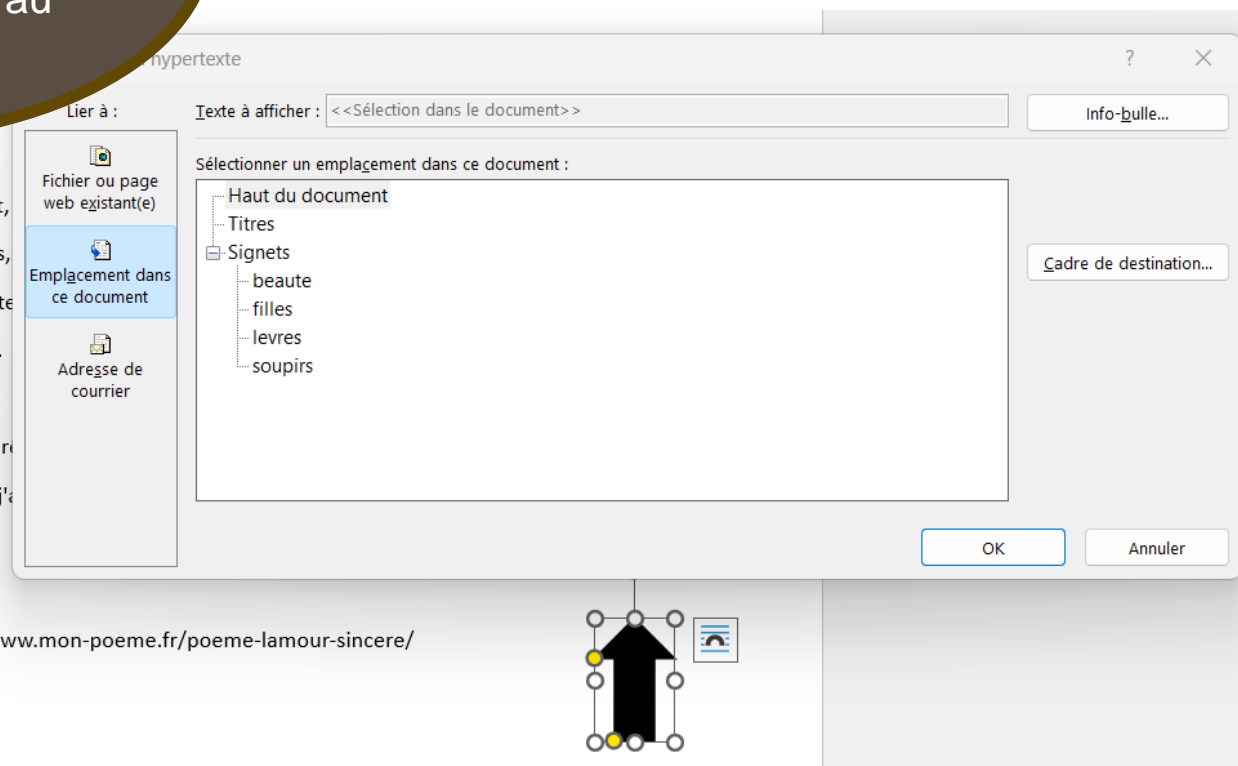 au
hypertexte
?
Lier à :
Texte à afficher :
<<Sélection dans le document>>
Info-bulle...
Fichier ou page
web existant(e)
Emplacement dans
ce document
Adresse de
courrier
Sélectionner un emplacement dans ce document :
Haut du document
Titres
Signets
beaute
filles
levres
soupirs
Cadre de destination...
OK
Annuler
ww.mon-poeme.fr/poeme-lamour-sincere/